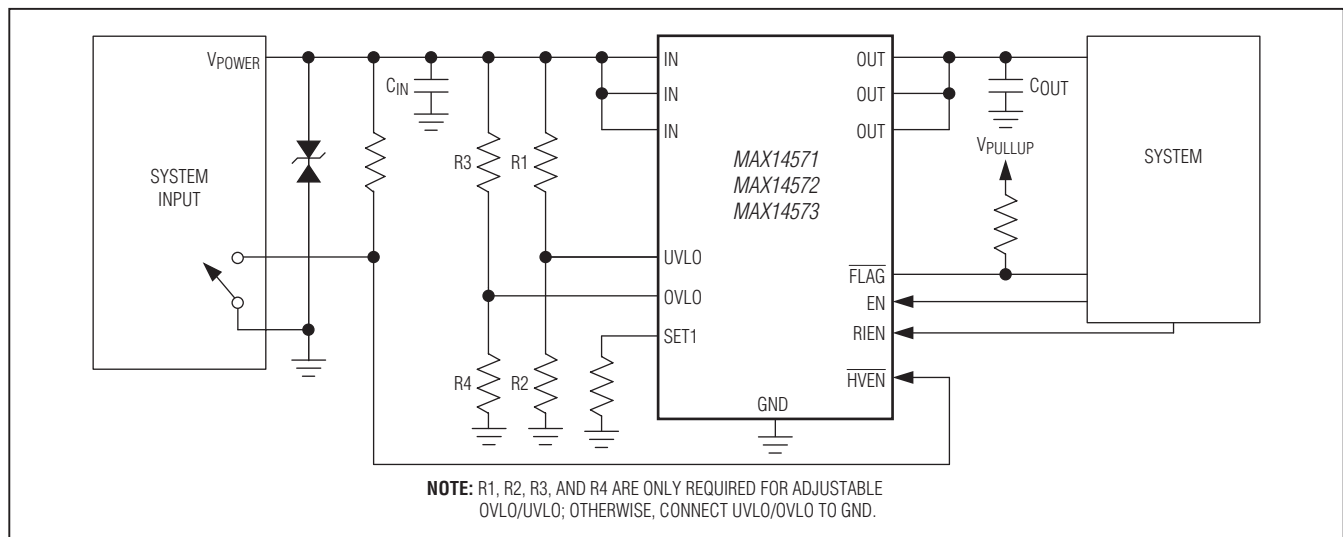 VPOWER
SYSTEM
INPUT
CIN
R3
R1
R4
R2
IN
IN
IN
UVLO
OVLO
SET1
MAX14571
MAX14572
MAX14573
GND
OUT
OUT
OUT
FLAG
EN
RIEN
HVEN
COUT
VPULLUP
SYSTEM
NOTE: R1, R2, R3, AND R4 ARE ONLY REQUIRED FOR ADJUSTABLE
OVLO/UVLO; OTHERWISE, CONNECT UVLO/OVLO TO GND.